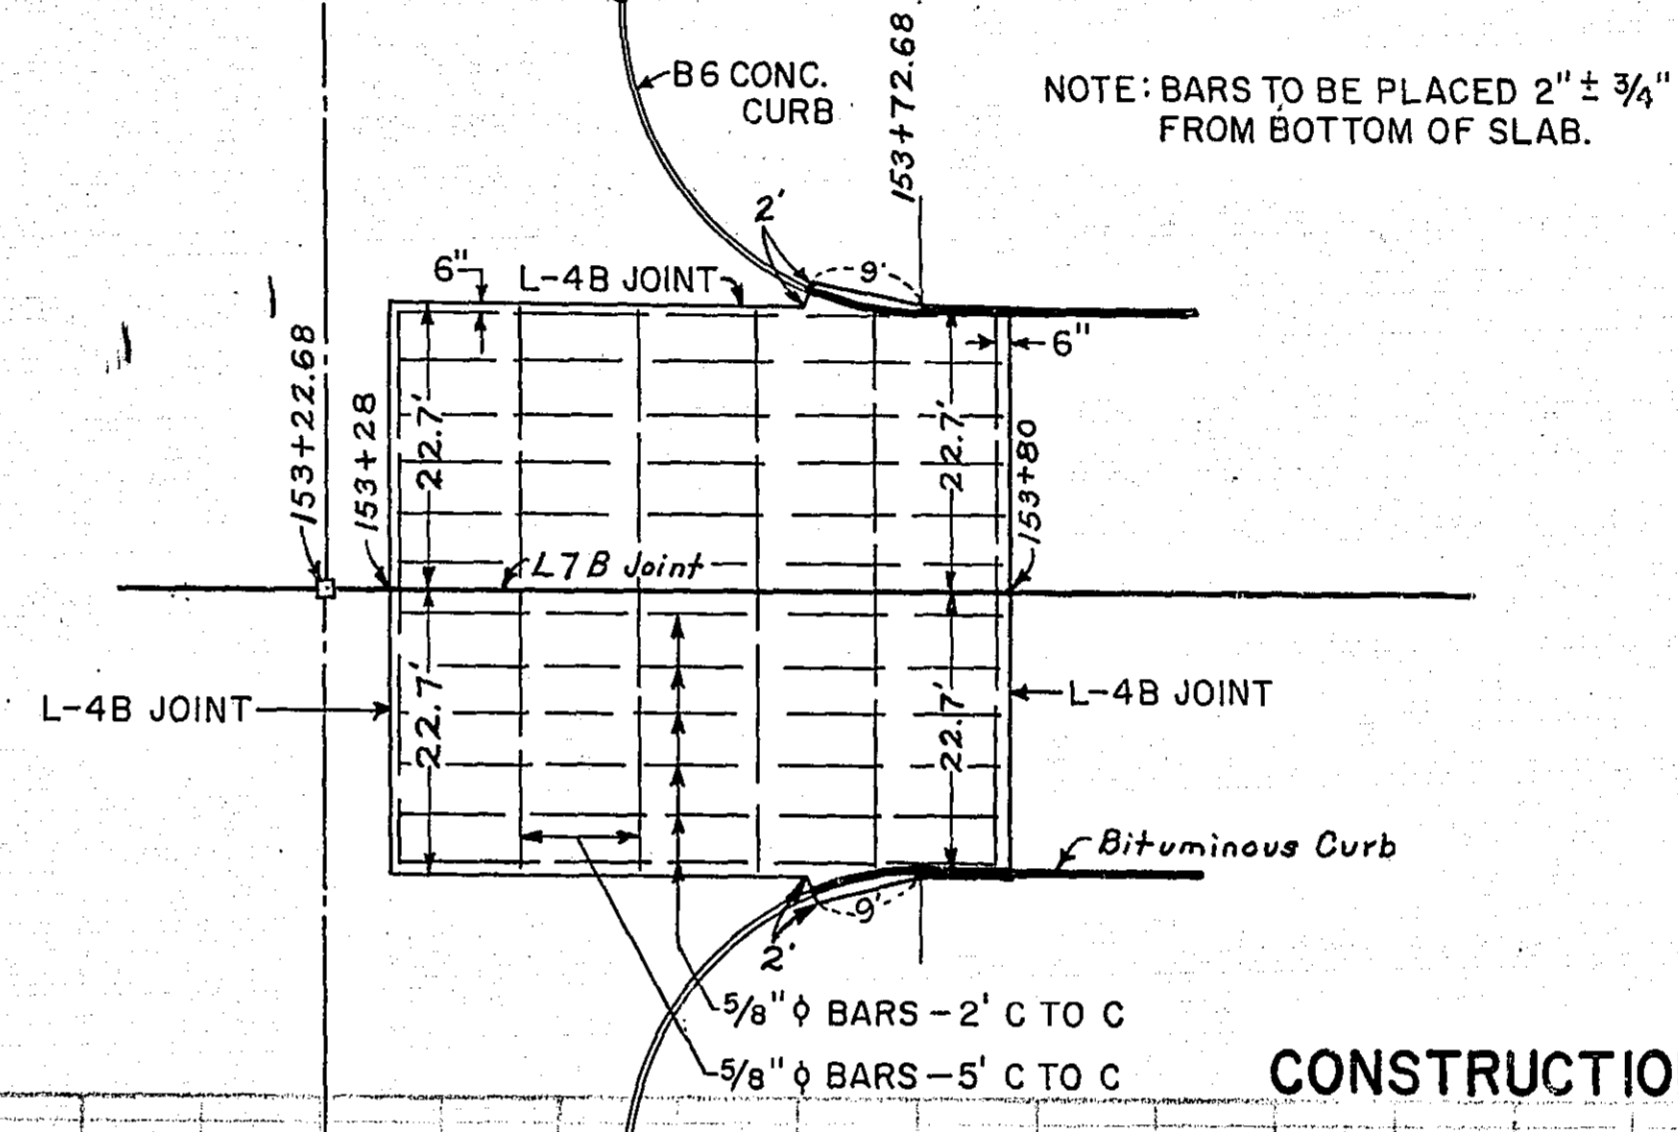 B6 CONC.
CURB
153+72.68
NOTE: BARS TO BE PLACED 2" ± 3/4"
FROM BOTTOM OF SLAB.
2'
9'
6"
L-4B JOINT
6"
153+22.68
153+28
22.7'
22.7'
153+80
L7B Joint
L-4B JOINT
22.7'
22.7'
L-4B JOINT
Bituminous Curb
9'
2'
5/8" ϕ BARS - 2' C TO C
5/8" ϕ BARS - 5' C TO C
CONSTRUCTIO